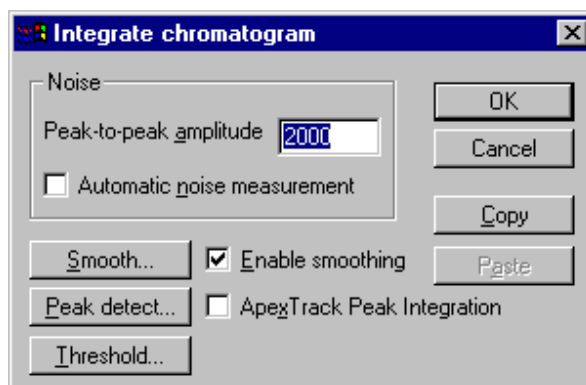 Integrate chromatogram
Noise
Peak-to-peak amplitude 2000
Automatic noise measurement
OK
Cancel
Copy
Paste
Smooth... Enable smoothing
Peak detect... ApexTrack Peak Integration
Threshold...